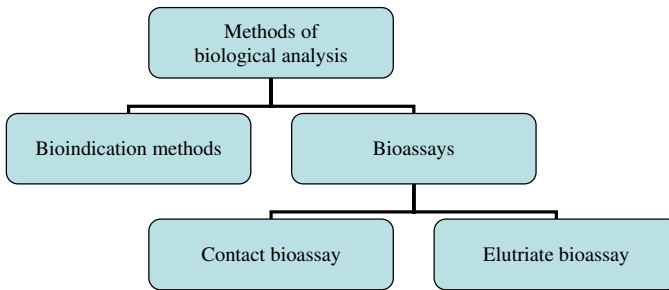 Methods of
biological analysis
Bioindication methods
Bioassays
Contact bioassay
Elutriate bioassay